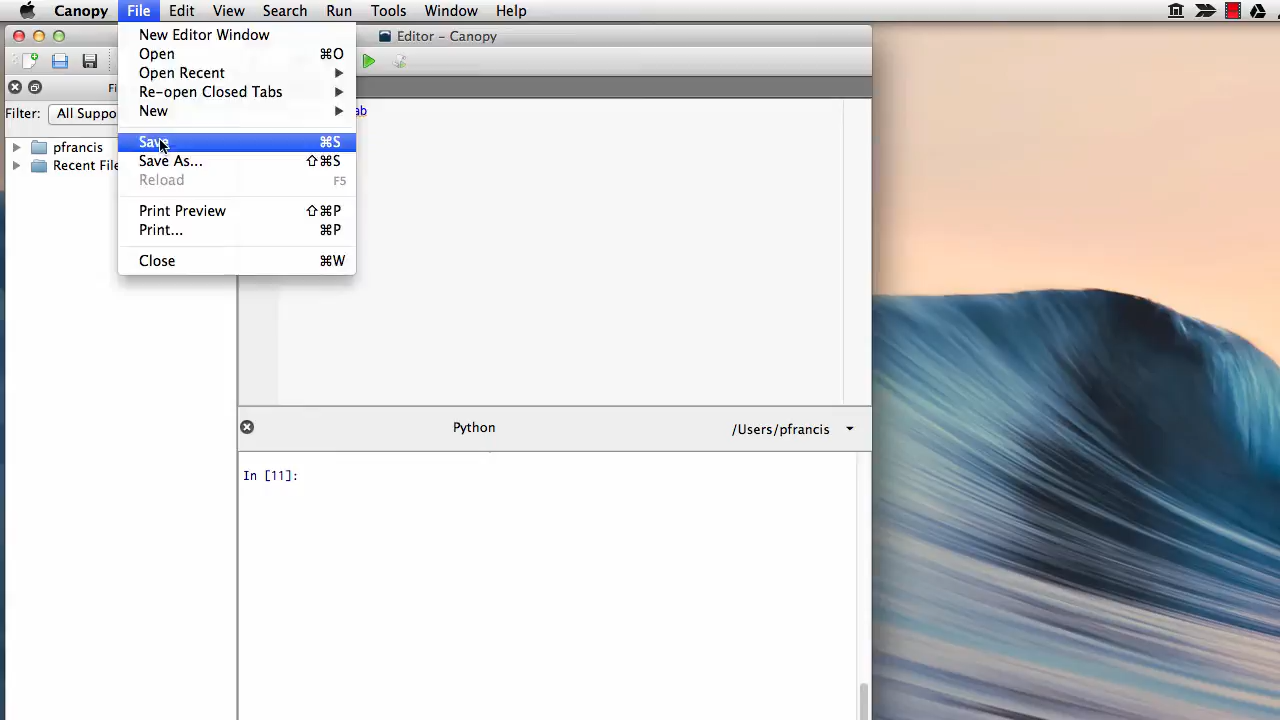 Canopy File Edit View Search Run Tools Window Help
Editor – Canopy
New Editor Window
Open ⌘O
Open Recent
Re-open Closed Tabs
New
Save ⌘S
Save As... ⇧⌘S
Reload F5
Print Preview ⇧⌘P
Print... ⌘P
Close ⌘W
Filter: All Suppo
ab
pfrancis
Recent File
Python /Users/pfrancis
In [11]: